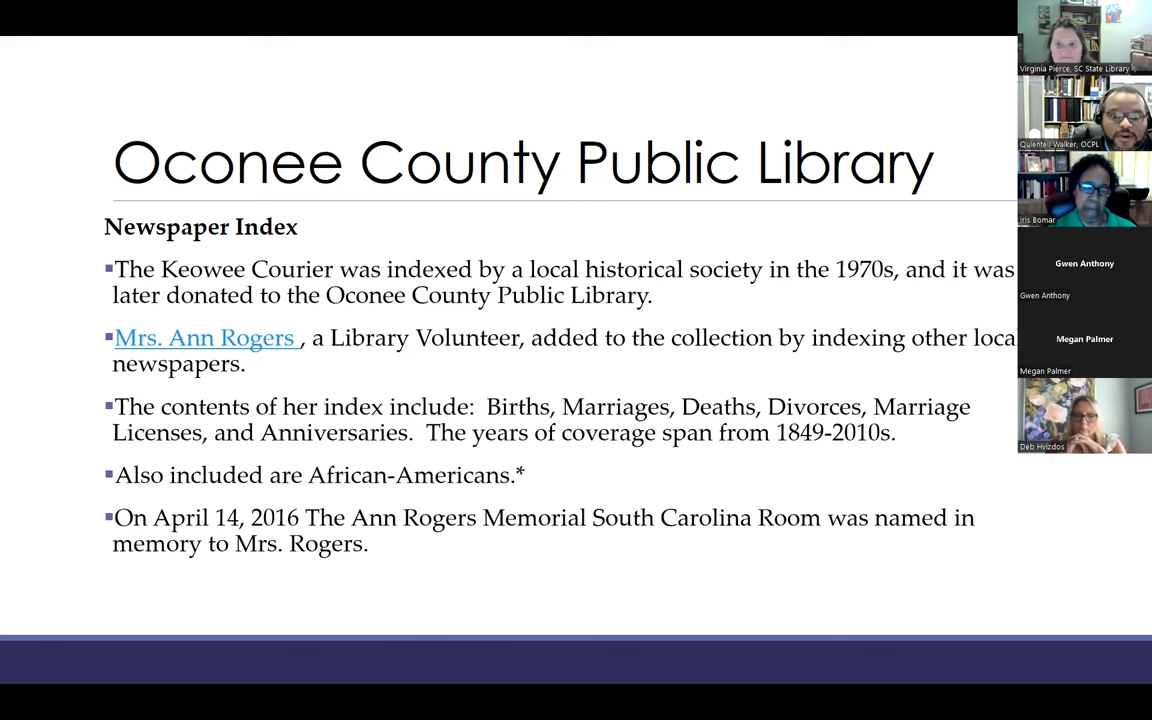 Oconee County Public Library
Newspaper Index
▪The Keowee Courier was indexed by a local historical society in the 1970s, and it was
later donated to the Oconee County Public Library.
▪Mrs. Ann Rogers , a Library Volunteer, added to the collection by indexing other local
newspapers.
▪The contents of her index include: Births, Marriages, Deaths, Divorces, Marriage
Licenses, and Anniversaries. The years of coverage span from 1849-2010s.
▪Also included are African-Americans.*
▪On April 14, 2016 The Ann Rogers Memorial South Carolina Room was named in
memory to Mrs. Rogers.
Virginia Pierce, SC State Library
Quientell Walker, OCPL
Iris Bomar
Gwen Anthony
Gwen Anthony
Megan Palmer
Megan Palmer
Deb Hvizdos